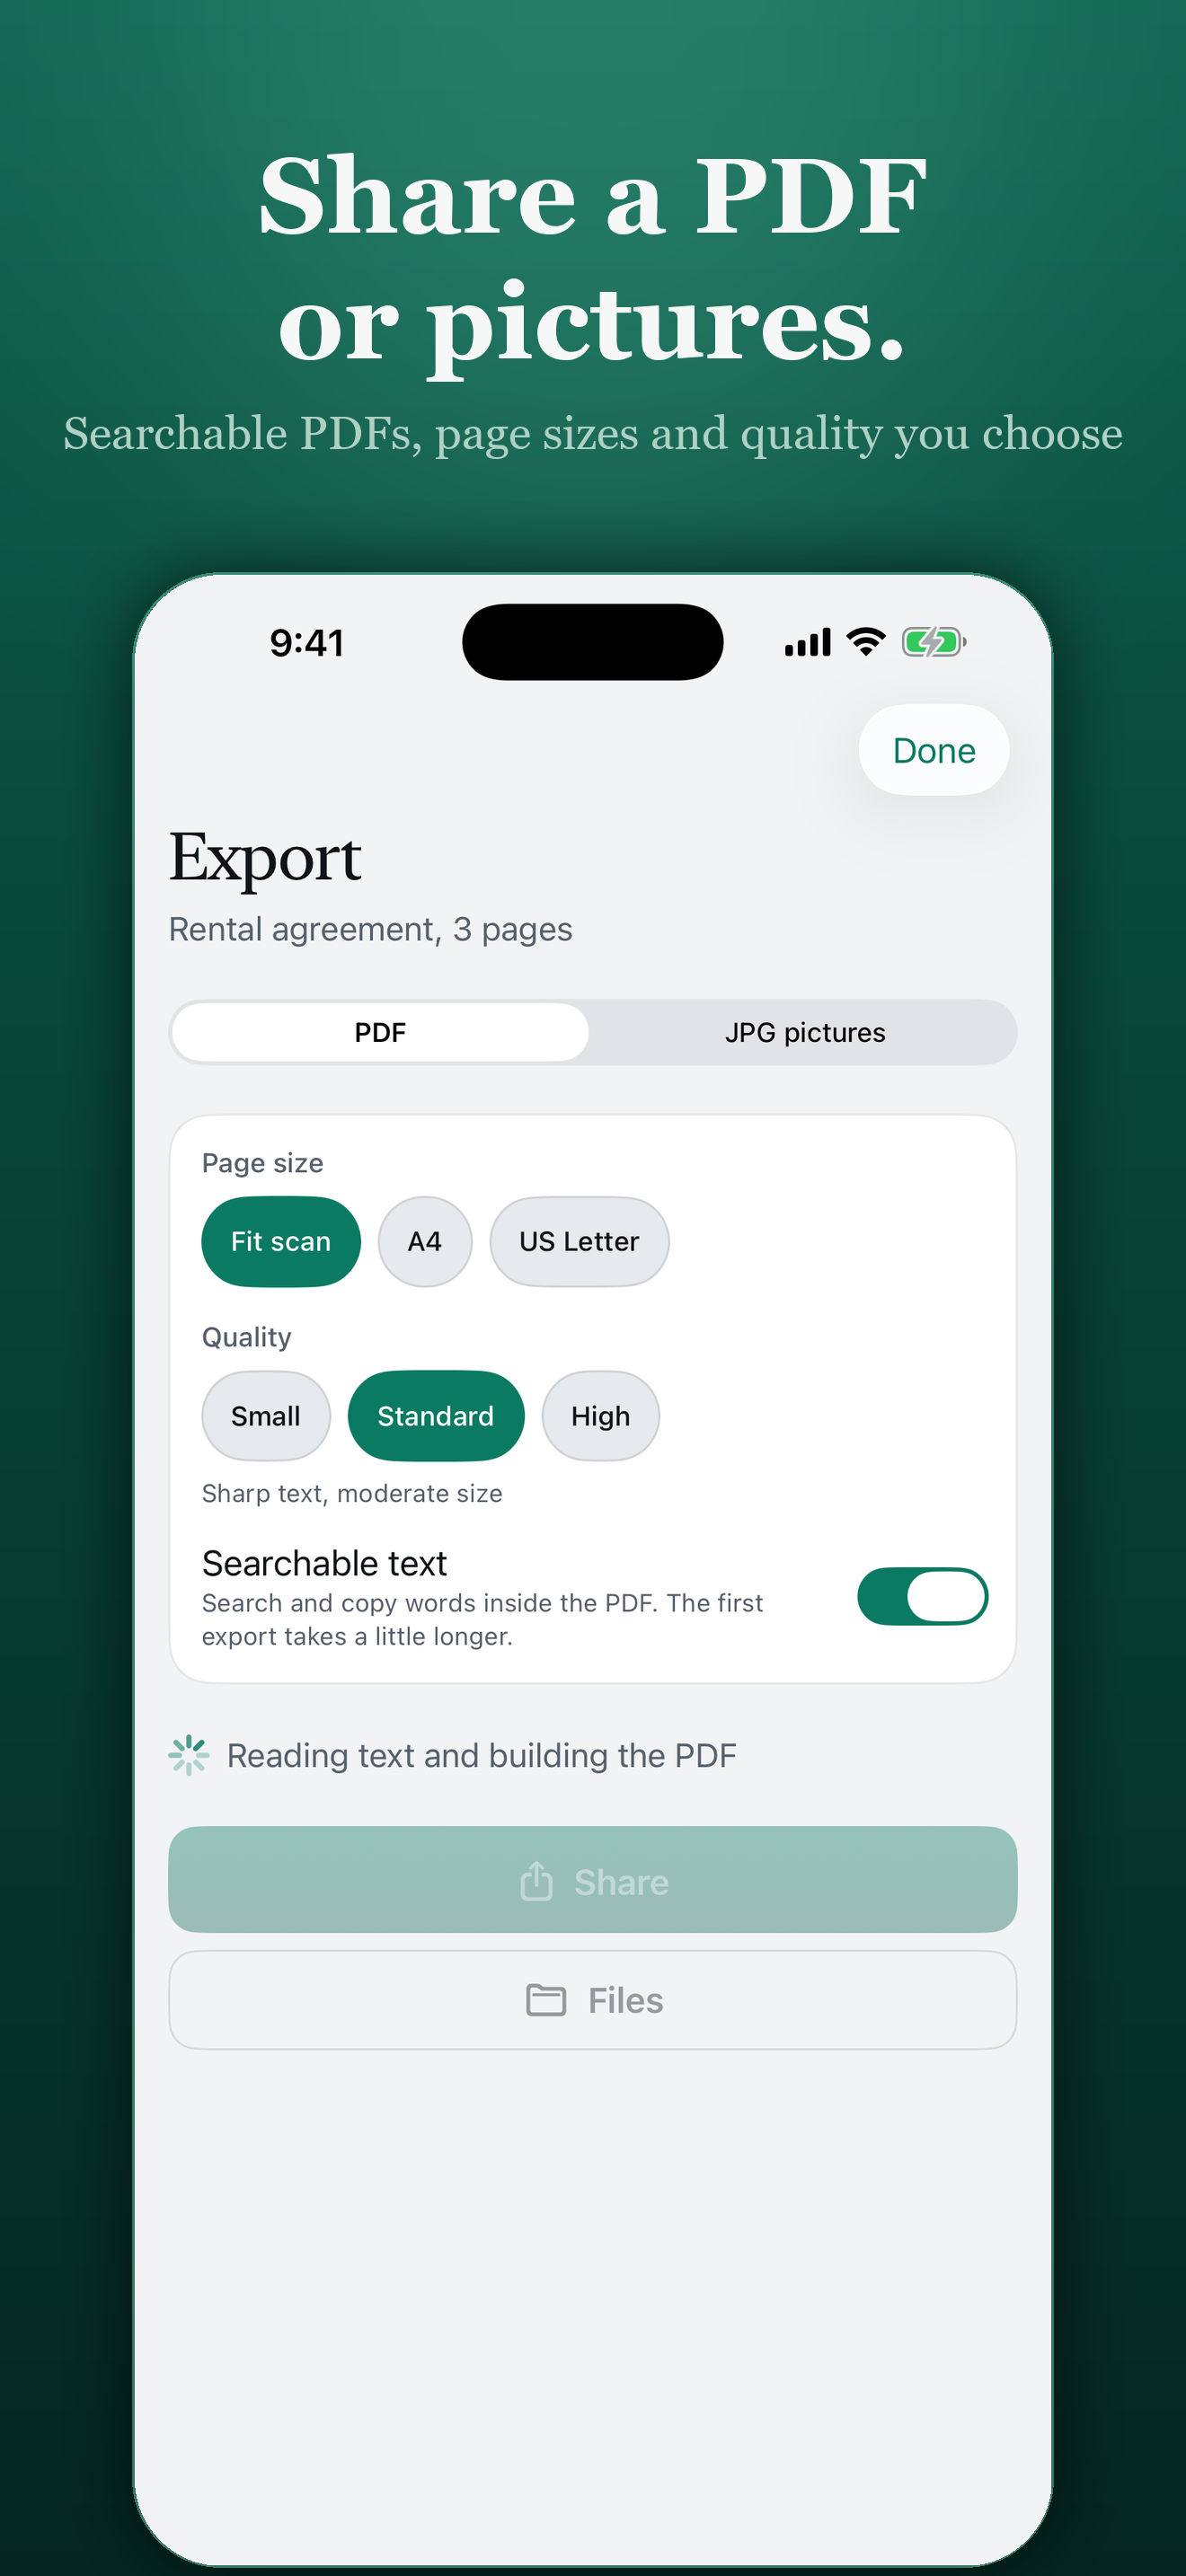 Share a PDF
or pictures.
Searchable PDFs, page sizes and quality you choose
9:41
Done
Export
Rental agreement, 3 pages
PDF
JPG pictures
Page size
Fit scan
A4
US Letter
Quality
Small
Standard
High
Sharp text, moderate size
Searchable text
Search and copy words inside the PDF. The first
export takes a little longer.
Reading text and building the PDF
Share
Files